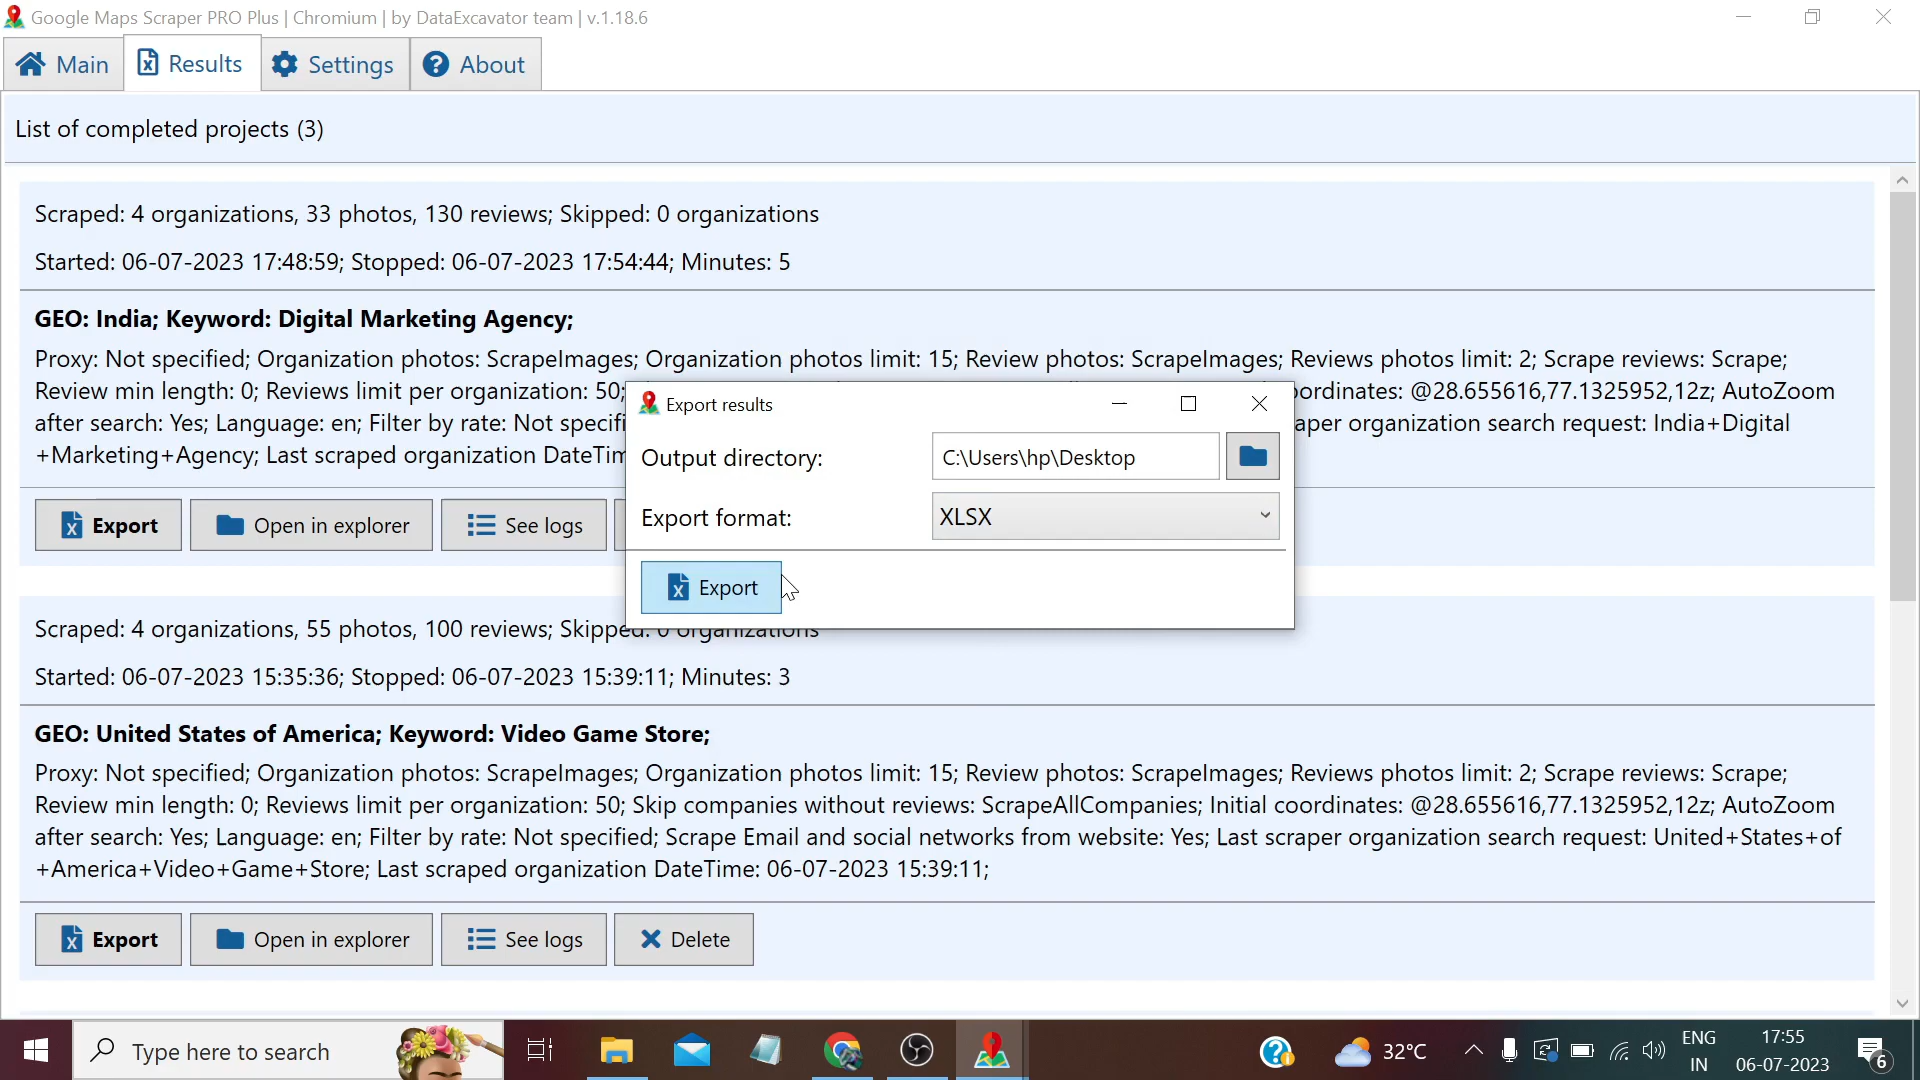 Google Maps Scraper PRO Plus | Chromium | by DataExcavator team | v.1.18.6
Main
Results
Settings
About
List of completed projects (3)
Scraped: 4 organizations, 33 photos, 130 reviews; Skipped: 0 organizations
Started: 06-07-2023 17:48:59; Stopped: 06-07-2023 17:54:44; Minutes: 5
GEO: India; Keyword: Digital Marketing Agency;
Proxy: Not specified; Organization photos: ScrapeImages; Organization photos limit: 15; Review photos: ScrapeImages; Reviews photos limit: 2; Scrape reviews: Scrape;
Review min length: 0; Reviews limit per organization: 50; ordinates: @28.655616,77.1325952,12z; AutoZoom
after search: Yes; Language: en; Filter by rate: Not specifi aper organization search request: India+Digital
+Marketing+Agency; Last scraped organization DateTim
Export
Open in explorer
See logs
Export results
Output directory:
C:\Users\hp\Desktop
Export format:
XLSX
Export
Scraped: 4 organizations, 55 photos, 100 reviews; Skipped: 0 organizations
Started: 06-07-2023 15:35:36; Stopped: 06-07-2023 15:39:11; Minutes: 3
GEO: United States of America; Keyword: Video Game Store;
Proxy: Not specified; Organization photos: ScrapeImages; Organization photos limit: 15; Review photos: ScrapeImages; Reviews photos limit: 2; Scrape reviews: Scrape;
Review min length: 0; Reviews limit per organization: 50; Skip companies without reviews: ScrapeAllCompanies; Initial coordinates: @28.655616,77.1325952,12z; AutoZoom
after search: Yes; Language: en; Filter by rate: Not specified; Scrape Email and social networks from website: Yes; Last scraper organization search request: United+States+of
+America+Video+Game+Store; Last scraped organization DateTime: 06-07-2023 15:39:11;
Export
Open in explorer
See logs
Delete
Type here to search
32°C
ENG
IN
17:55
06-07-2023
6